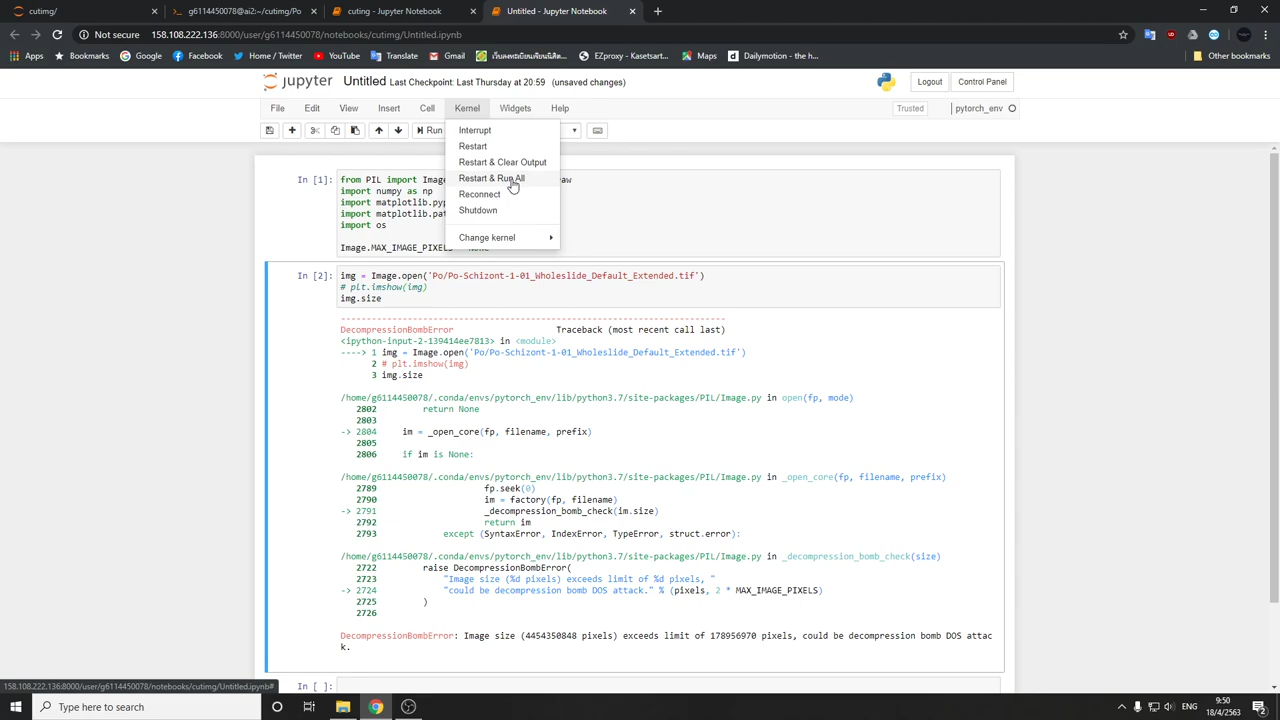 cutimg/
g6114450078@ai2:~/cutimg/Po
cutimg - Jupyter Notebook
Untitled - Jupyter Notebook
Not secure
158.108.222.136:8000/user/g6114450078/notebooks/cutimg/Untitled.ipynb
Apps
Bookmarks
Google
Facebook
Home / Twitter
YouTube
Translate
Gmail
EZproxy - Kasetsart...
Maps
Dailymotion - the l...
Other bookmarks
jupyter
Untitled
Last Checkpoint: Last Thursday at 20:59
(unsaved changes)
Logout
Control Panel
File
Edit
View
Insert
Cell
Kernel
Widgets
Help
Trusted
pytorch_env
Run
Interrupt
Restart
Restart & Clear Output
Restart & Run All
Reconnect
Shutdown
Change kernel
In [1]:
from PIL import Imag
aw
import numpy as np
import matplotlib.pyp
import matplotlib.pat
import os
Image.MAX_IMAGE_PIXELS = None
In [2]:
img = Image.open('Po/Po-Schizont-1-01_Wholeslide_Default_Extended.tif')
# plt.imshow(img)
img.size
---------------------------------------------------------------------------
DecompressionBombError Traceback (most recent call last)
<ipython-input-2-139414ee7813> in <module>
----> 1 img = Image.open('Po/Po-Schizont-1-01_Wholeslide_Default_Extended.tif')
2 # plt.imshow(img)
3 img.size
/home/g6114450078/.conda/envs/pytorch_env/lib/python3.7/site-packages/PIL/Image.py in open(fp, mode)
2802 return None
2803
-> 2804 im = _open_core(fp, filename, prefix)
2805
2806 if im is None:
/home/g6114450078/.conda/envs/pytorch_env/lib/python3.7/site-packages/PIL/Image.py in _open_core(fp, filename, prefix)
2789 fp.seek(0)
2790 im = factory(fp, filename)
-> 2791 _decompression_bomb_check(im.size)
2792 return im
2793 except (SyntaxError, IndexError, TypeError, struct.error):
/home/g6114450078/.conda/envs/pytorch_env/lib/python3.7/site-packages/PIL/Image.py in _decompression_bomb_check(size)
2722 raise DecompressionBombError(
2723 "Image size (%d pixels) exceeds limit of %d pixels, "
-> 2724 "could be decompression bomb DOS attack." % (pixels, 2 * MAX_IMAGE_PIXELS)
2725 )
2726
DecompressionBombError: Image size (4454350848 pixels) exceeds limit of 178956970 pixels, could be decompression bomb DOS attac
k.
In [ ]:
158.108.222.136:8000/user/g6114450078/notebooks/cutimg/Untitled.ipynb#
Type here to search
ENG
9:50
18/4/2563